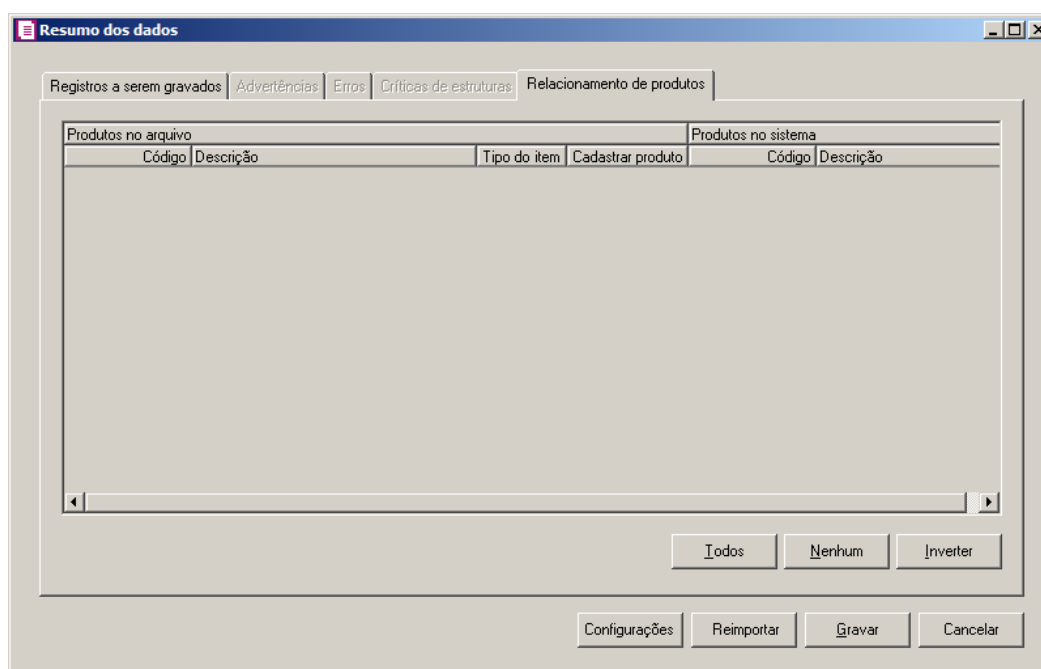 Resumo dos dados
Registros a serem gravados Advertências Erros Críticas de estruturas Relacionamento de produtos
Produtos no arquivo Produtos no sistema
Código Descrição Tipo do item Cadastrar produto Código Descrição
Todos Nenhum Inverter
Configurações Reimportar Gravar Cancelar